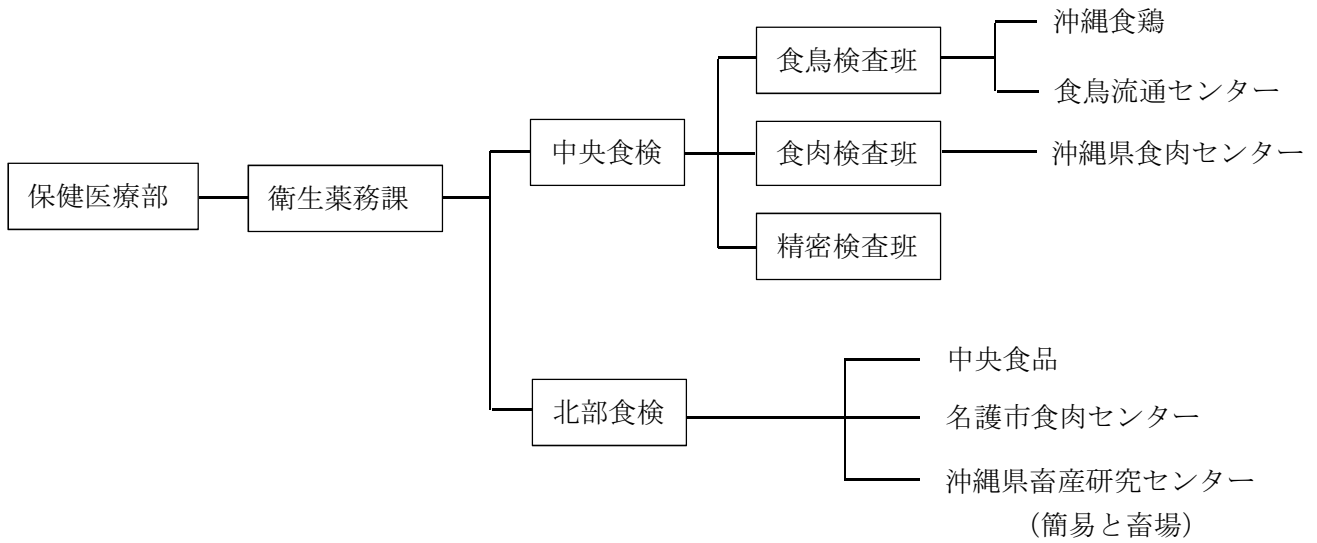 保健医療部
衛生薬務課
中央食検
食鳥検査班
沖縄食鶏
食鳥流通センター
食肉検査班
沖縄県食肉センター
精密検査班
北部食検
中央食品
名護市食肉センター
沖縄県畜産研究センター
（簡易と畜場）